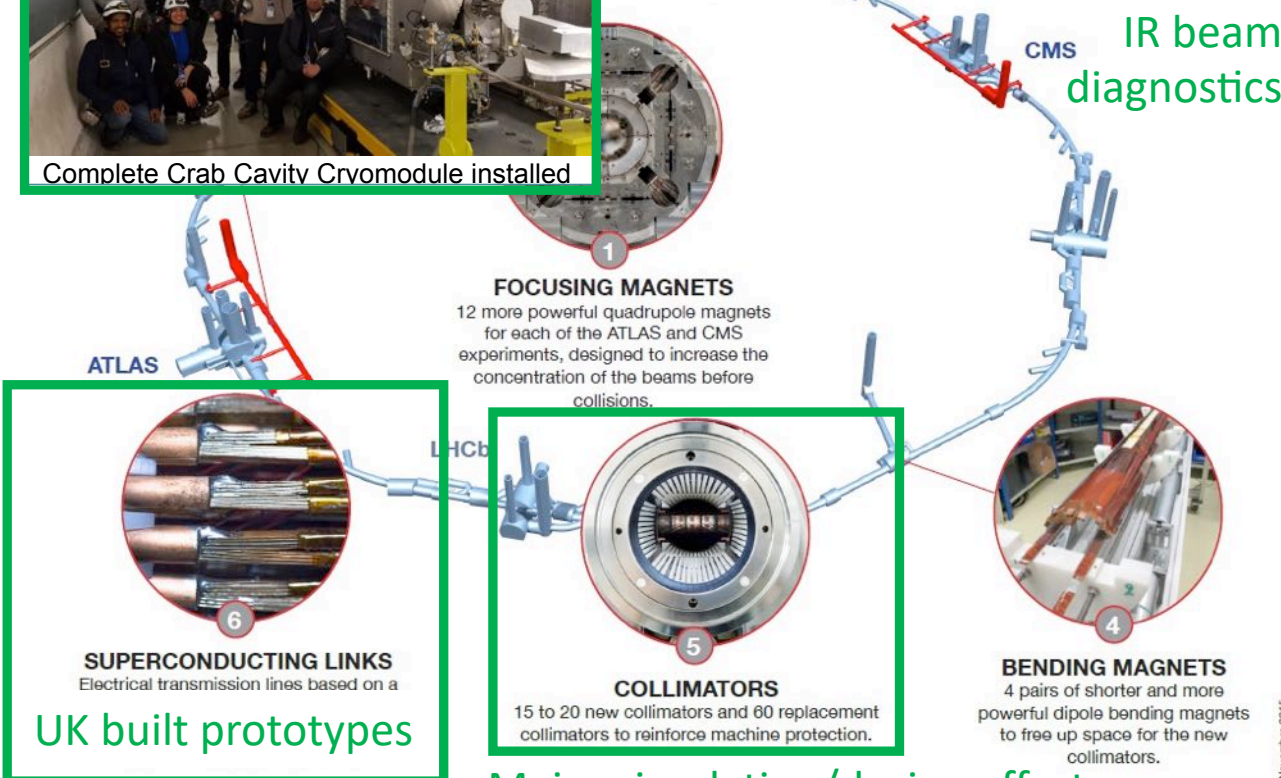 CMS
IR beam
diagnostics
Complete Crab Cavity Cryomodule installed
1
FOCUSING MAGNETS
12 more powerful quadrupole magnets
for each of the ATLAS and CMS
experiments, designed to increase the
concentration of the beams before
collisions.
ATLAS
LHCb
6
SUPERCONDUCTING LINKS
Electrical transmission lines based on a
UK built prototypes
5
COLLIMATORS
15 to 20 new collimators and 60 replacement
collimators to reinforce machine protection.
4
BENDING MAGNETS
4 pairs of shorter and more
powerful dipole bending magnets
to free up space for the new
collimators.